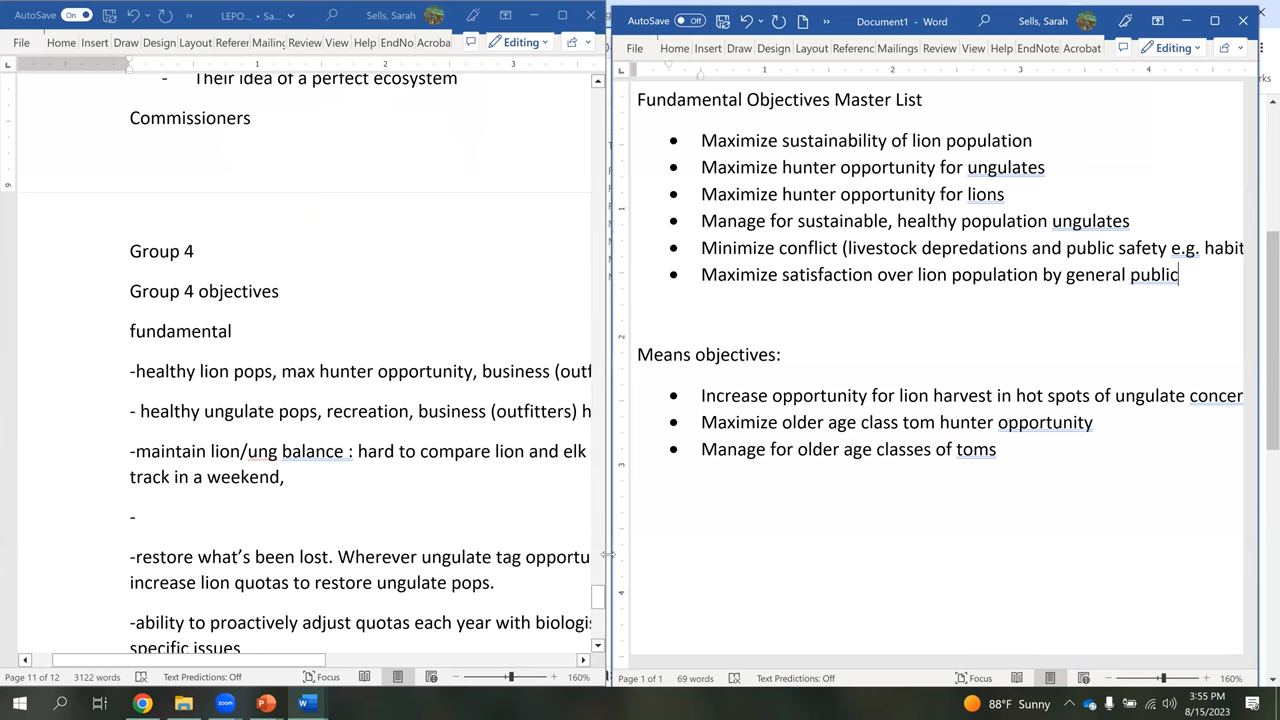 AutoSave On LEPO... • Sa...
Sells, Sarah
File Home Insert Draw Design Layout Referen Mailing Review View Help EndNo Acroba
Editing
1 2 3
- Their idea of a perfect ecosystem
Commissioners
Group 4
Group 4 objectives
fundamental
-healthy lion pops, max hunter opportunity, business (outf
- healthy ungulate pops, recreation, business (outfitters) h
-maintain lion/ung balance : hard to compare lion and elk
track in a weekend,
-
-restore what's been lost. Wherever ungulate tag opportu
increase lion quotas to restore ungulate pops.
-ability to proactively adjust quotas each year with biologis
specific issues
Page 11 of 12 3122 words Text Predictions: Off Focus 160%
AutoSave Off Document1 - Word
Sells, Sarah
File Home Insert Draw Design Layout Referenc Mailings Review View Help EndNote Acrobat
Editing
1 2 3 4
Fundamental Objectives Master List
• Maximize sustainability of lion population
• Maximize hunter opportunity for ungulates
• Maximize hunter opportunity for lions
• Manage for sustainable, healthy population ungulates
• Minimize conflict (livestock depredations and public safety e.g. habit
• Maximize satisfaction over lion population by general public
Means objectives:
• Increase opportunity for lion harvest in hot spots of ungulate concer
• Maximize older age class tom hunter opportunity
• Manage for older age classes of toms
Page 1 of 1 69 words Text Predictions: Off Focus 160%
zoom
88°F Sunny
3:55 PM
8/15/2023